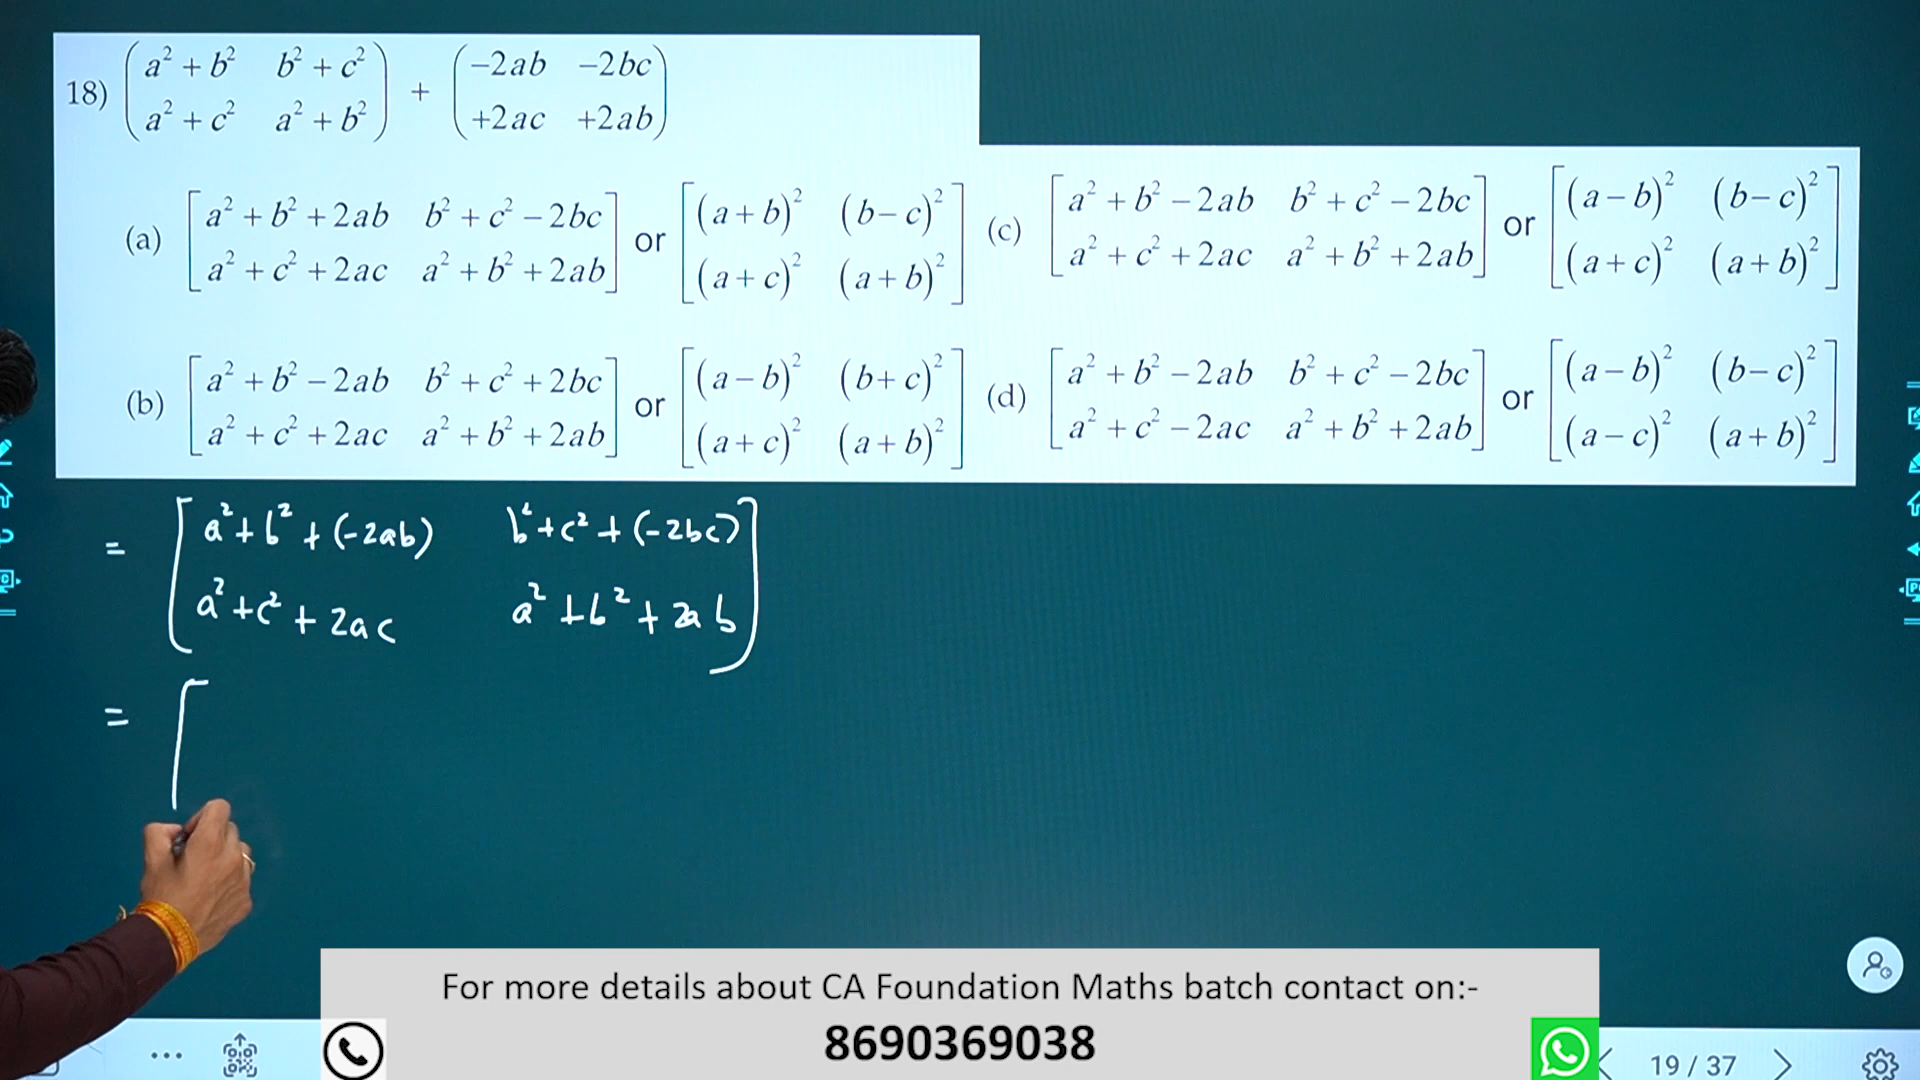 18) (a² + b² b² + c²) + (-2ab -2bc)
(a² + c² a² + b²) (+2ac +2ab)
(a) [a² + b² + 2ab b² + c² - 2bc] or [(a+b)² (b-c)²]
[a² + c² + 2ac a² + b² + 2ab] [(a+c)² (a+b)²]
(c) [a² + b² - 2ab b² + c² - 2bc] or [(a-b)² (b-c)²]
[a² + c² + 2ac a² + b² + 2ab] [(a+c)² (a+b)²]
(b) [a² + b² - 2ab b² + c² + 2bc] or [(a-b)² (b+c)²]
[a² + c² + 2ac a² + b² + 2ab] [(a+c)² (a+b)²]
(d) [a² + b² - 2ab b² + c² - 2bc] or [(a-b)² (b-c)²]
[a² + c² - 2ac a² + b² + 2ab] [(a-c)² (a+b)²]
= [a² + b² + (-2ab) b² + c² + (-2bc)]
[a² + c² + 2ac a² + b² + 2ab]
= [
For more details about CA Foundation Maths batch contact on:-
8690369038
19 / 37